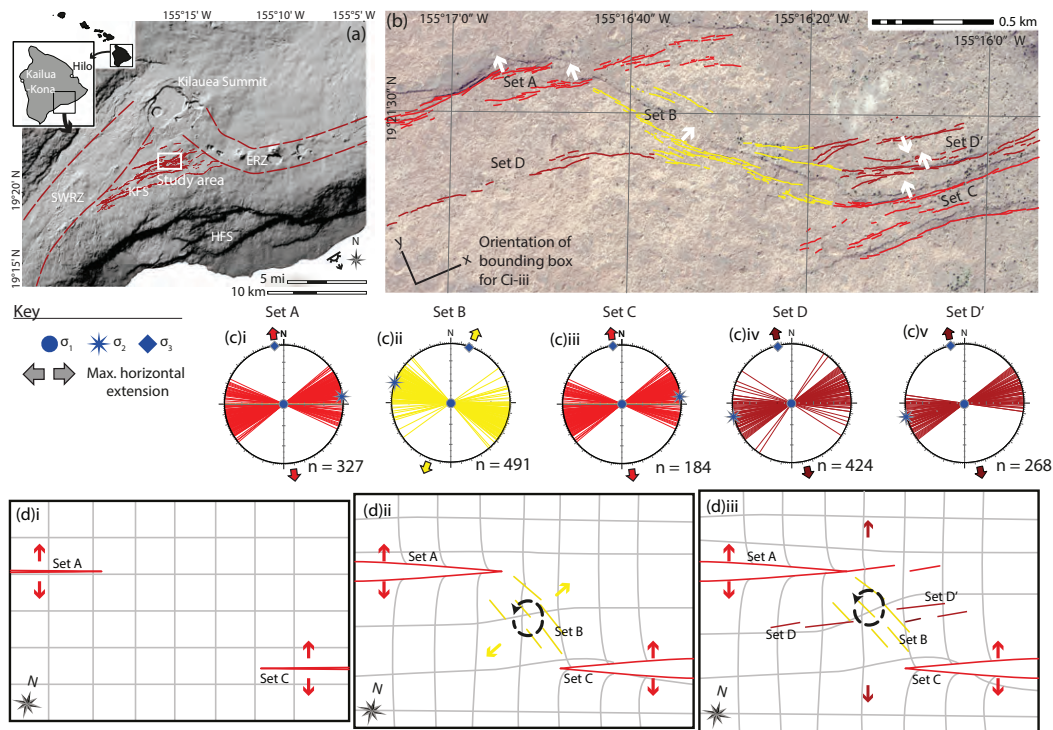 155°15' W
155°10' W
155°5' W
(a)
Hilo
Kailua
-Kona
Kilauea Summit
ERZ
Study area
SWRZ
KFS
HFS
19°20' N
19°15' N
N
5 mi
10 km
(b)
155°17'0" W
155°16'40" W
155°16'20" W
155°16'0" W
0.5 km
19°21'30" N
Set A
Set B
Set D
Set D'
Set C
y
x
Orientation of
bounding box
for Ci-iii
Key
σ1
σ2
σ3
Max. horizontal
extension
Set A
(c)i
N
n = 327
Set B
(c)ii
N
n = 491
Set C
(c)iii
N
n = 184
Set D
(c)iv
N
n = 424
Set D'
(c)v
N
n = 268
(d)i
Set A
Set C
N
(d)ii
Set A
Set B
Set C
N
(d)iii
Set A
Set D'
Set D
Set B
Set C
N